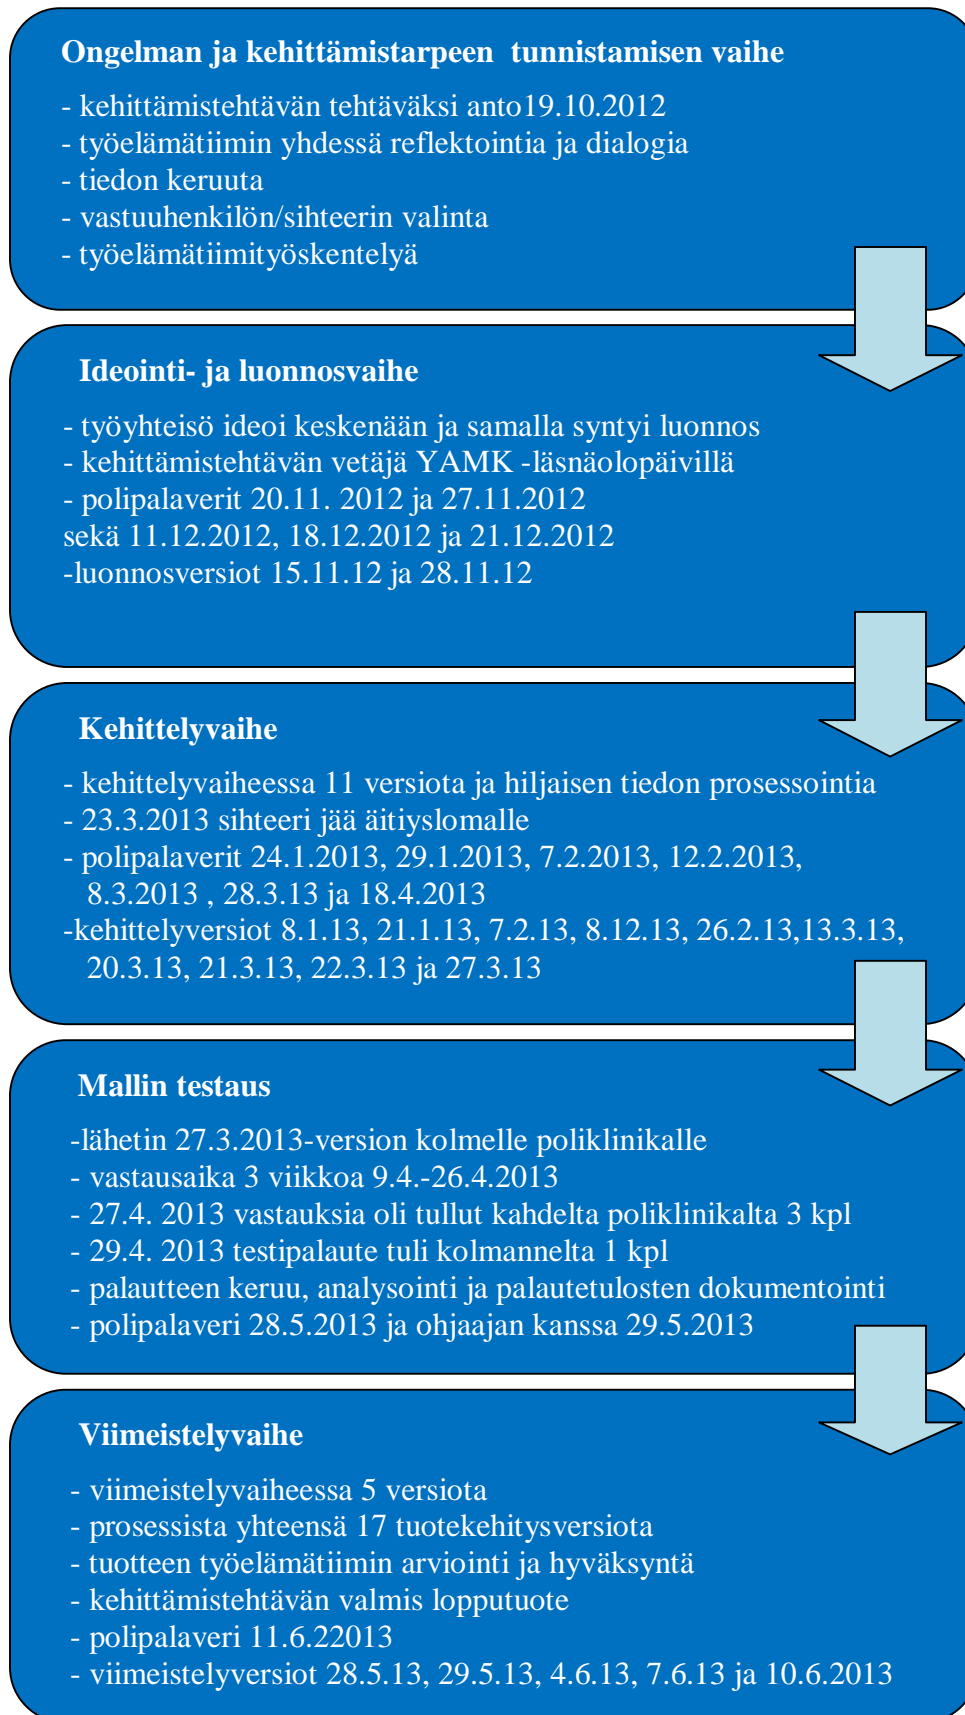 Ongelman ja kehittämistarpeen  tunnistamisen vaihe
- kehittämistehtävän tehtäväksi anto19.10.2012
- työelämätiimin yhdessä reflektointia ja dialogia
- tiedon keruuta
- vastuuhenkilön/sihteerin valinta
- työelämätiimityöskentelyä
Ideointi- ja luonnosvaihe
- työyhteisö ideoi keskenään ja samalla syntyi luonnos
- kehittämistehtävän vetäjä YAMK -läsnäolopäivillä
- polipalaverit 20.11. 2012 ja 27.11.2012
sekä 11.12.2012, 18.12.2012 ja 21.12.2012
-luonnosversiot 15.11.12 ja 28.11.12
Kehittelyvaihe
- kehittelyvaiheessa 11 versiota ja hiljaisen tiedon prosessointia
- 23.3.2013 sihteeri jää äitiyslomalle
- polipalaverit 24.1.2013, 29.1.2013, 7.2.2013, 12.2.2013,
8.3.2013 , 28.3.13 ja 18.4.2013
-kehittelyversiot 8.1.13, 21.1.13, 7.2.13, 8.12.13, 26.2.13,13.3.13,
20.3.13, 21.3.13, 22.3.13 ja 27.3.13
Mallin testaus
-lähetin 27.3.2013-version kolmelle poliklinikalle
- vastausaika 3 viikkoa 9.4.-26.4.2013
- 27.4. 2013 vastauksia oli tullut kahdelta poliklinikalta 3 kpl
- 29.4. 2013 testipalaute tuli kolmannelta 1 kpl
- palautteen keruu, analysointi ja palautetulosten dokumentointi
- polipalaveri 28.5.2013 ja ohjaajan kanssa 29.5.2013
Viimeistelyvaihe
- viimeistelyvaiheessa 5 versiota
- prosessista yhteensä 17 tuotekehitysversiota
- tuotteen työelämätiimin arviointi ja hyväksyntä
- kehittämistehtävän valmis lopputuote
- polipalaveri 11.6.22013
- viimeistelyversiot 28.5.13, 29.5.13, 4.6.13, 7.6.13 ja 10.6.2013